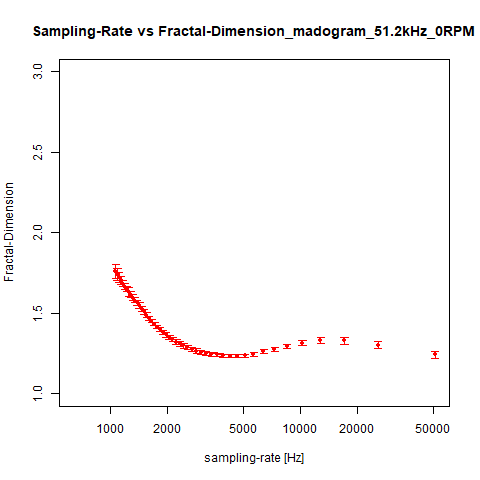 Sampling-Rate vs Fractal-Dimension_madogram_51.2kHz_0RPM
3.0
2.5
2.0
1.5
1.0
Fractal-Dimension
1000 2000 5000 10000 20000 50000
sampling-rate [Hz]